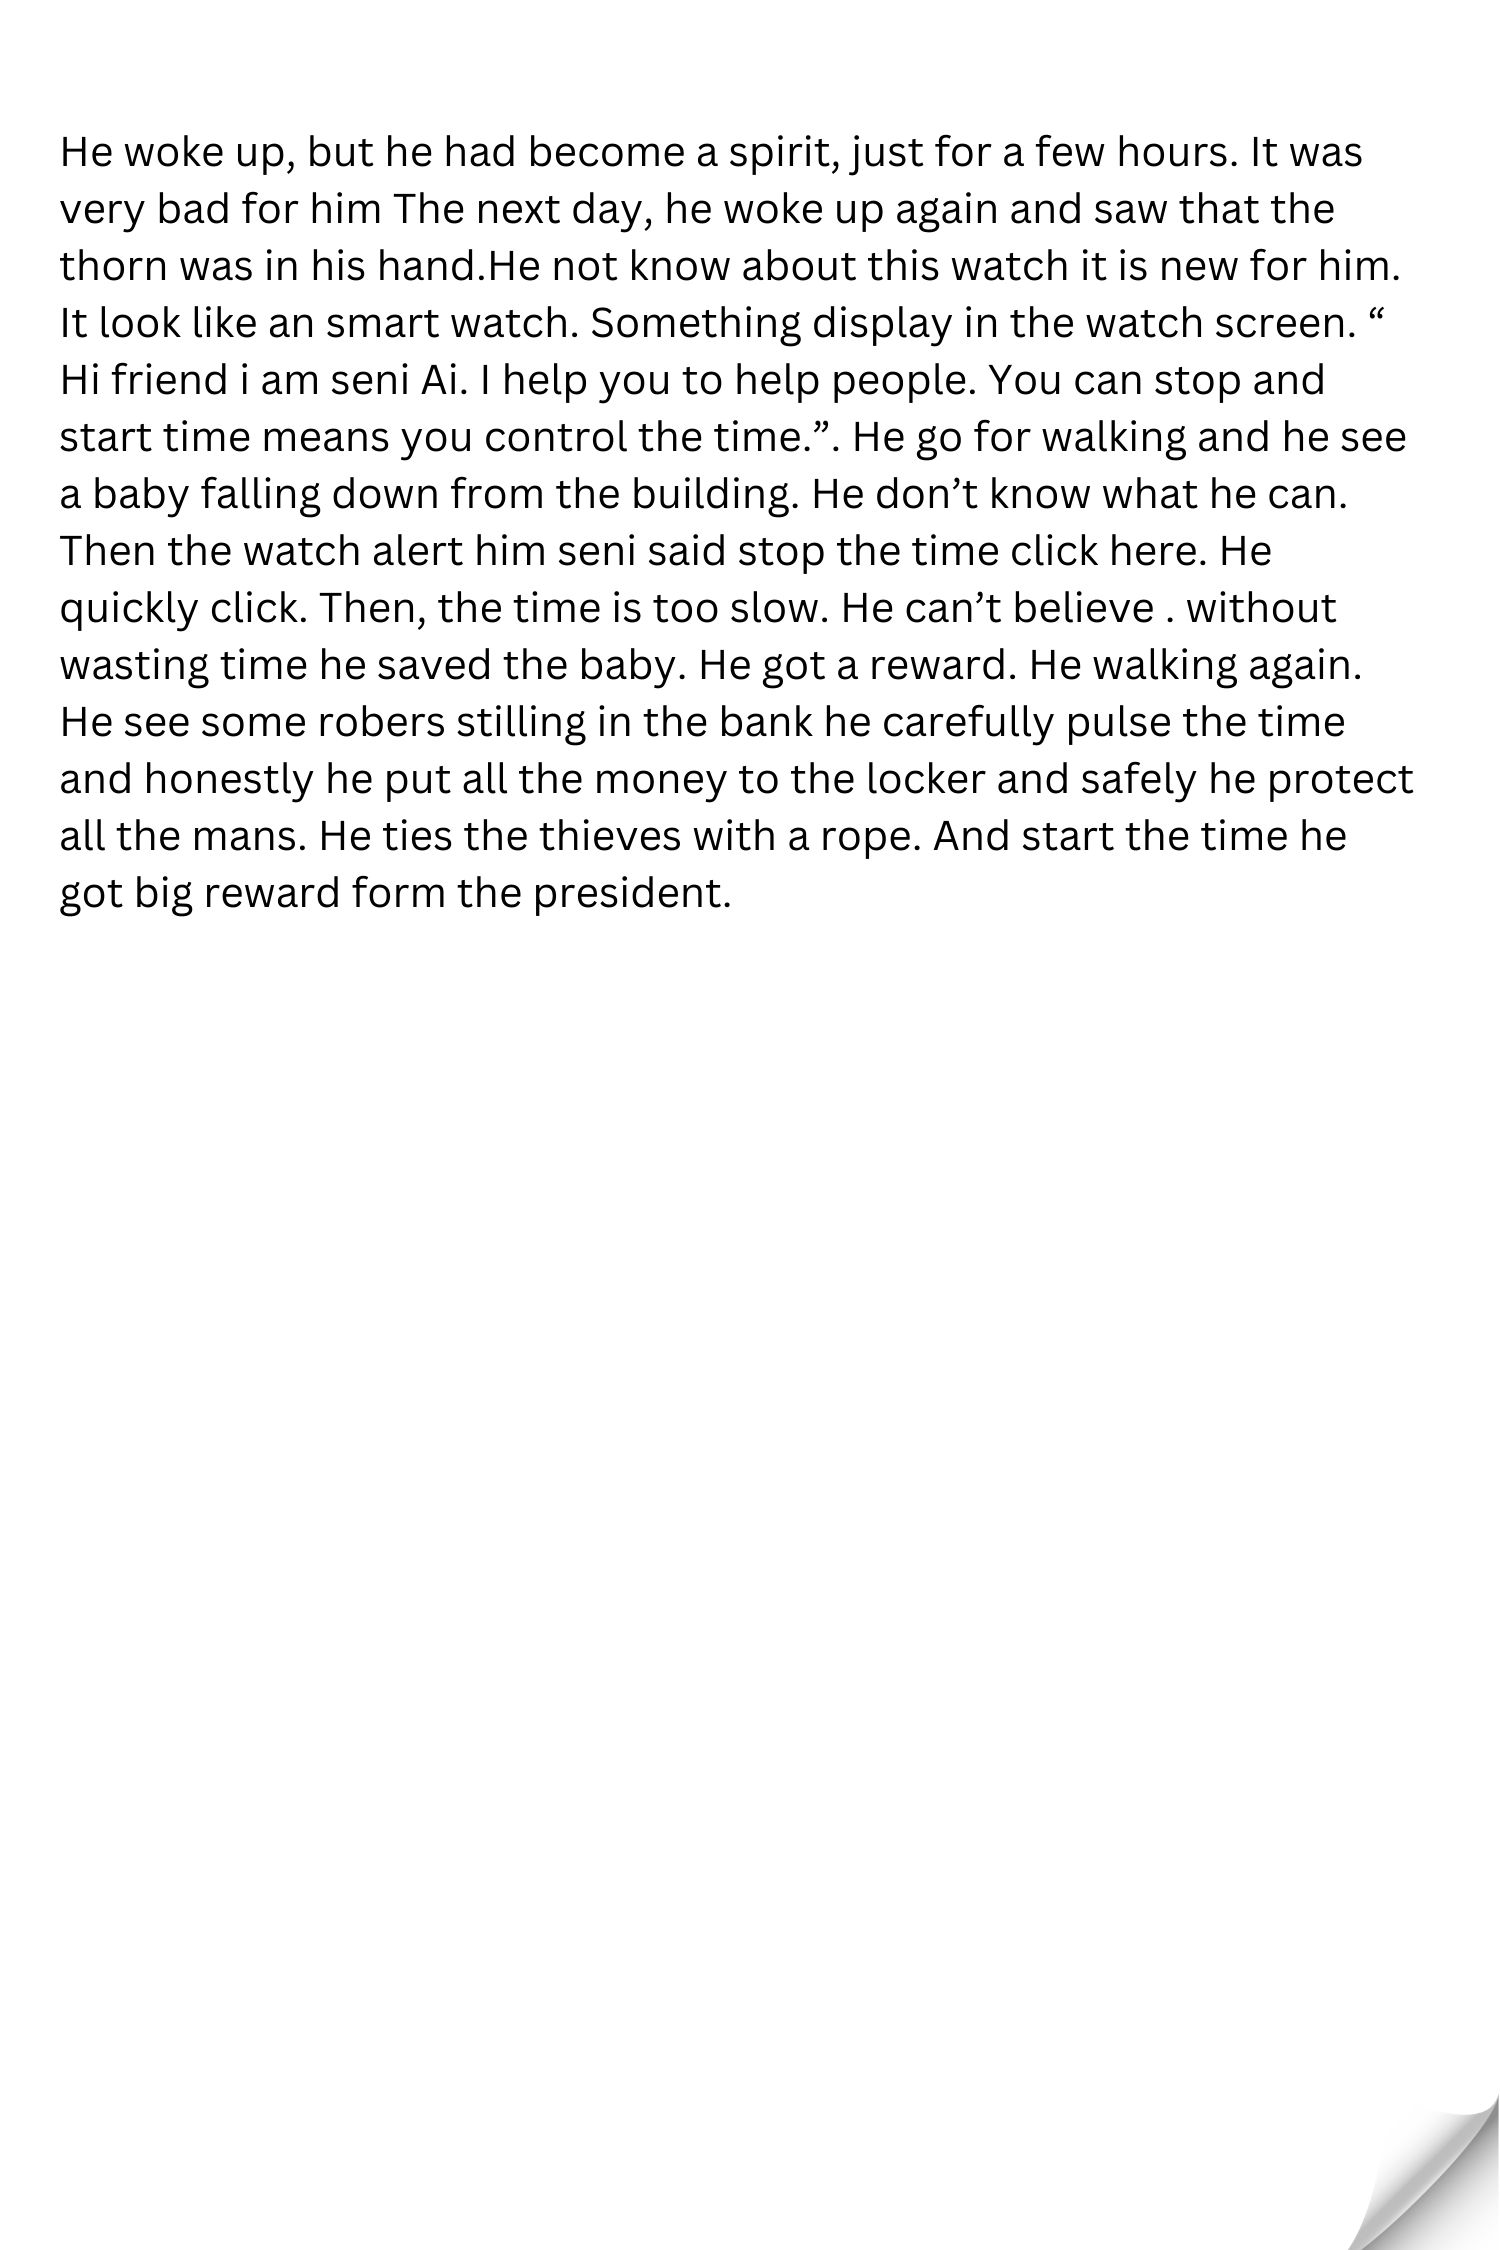 He woke up, but he had become a spirit, just for a few hours. It was
very bad for him The next day, he woke up again and saw that the
thorn was in his hand.He not know about this watch it is new for him.
It look like an smart watch. Something display in the watch screen. “
Hi friend i am seni Ai. I help you to help people. You can stop and
start time means you control the time.”. He go for walking and he see
a baby falling down from the building. He don’t know what he can.
Then the watch alert him seni said stop the time click here. He
quickly click. Then, the time is too slow. He can’t believe . without
wasting time he saved the baby. He got a reward. He walking again.
He see some robers stilling in the bank he carefully pulse the time
and honestly he put all the money to the locker and safely he protect
all the mans. He ties the thieves with a rope. And start the time he
got big reward form the president.